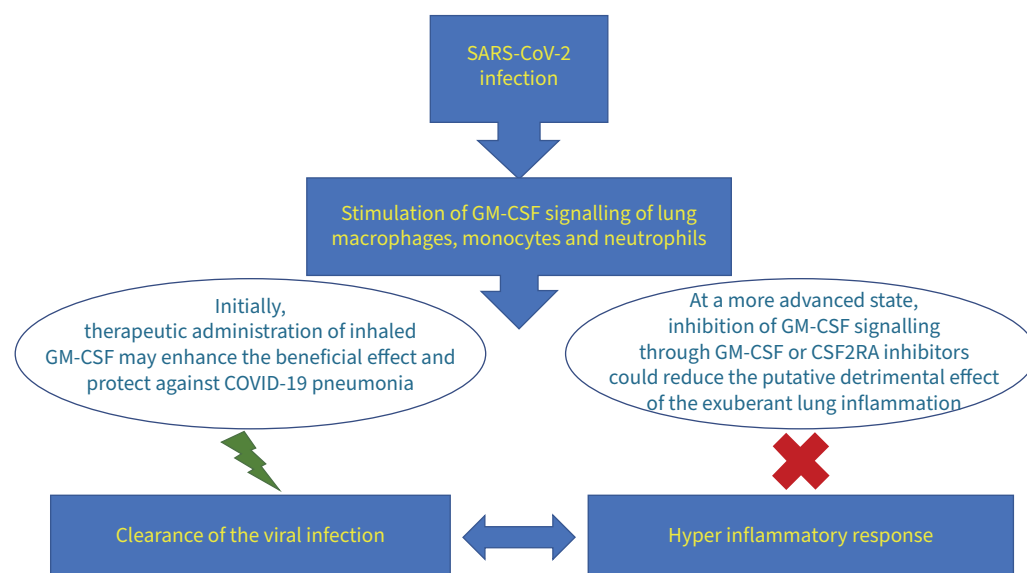 SARS-CoV-2
infection
Stimulation of GM-CSF signalling of lung
macrophages, monocytes and neutrophils
Initially,
therapeutic administration of inhaled
GM-CSF may enhance the beneficial effect and
protect against COVID-19 pneumonia
At a more advanced state,
inhibition of GM-CSF signalling
through GM-CSF or CSF2RA inhibitors
could reduce the putative detrimental effect
of the exuberant lung inflammation
Clearance of the viral infection
Hyper inflammatory response